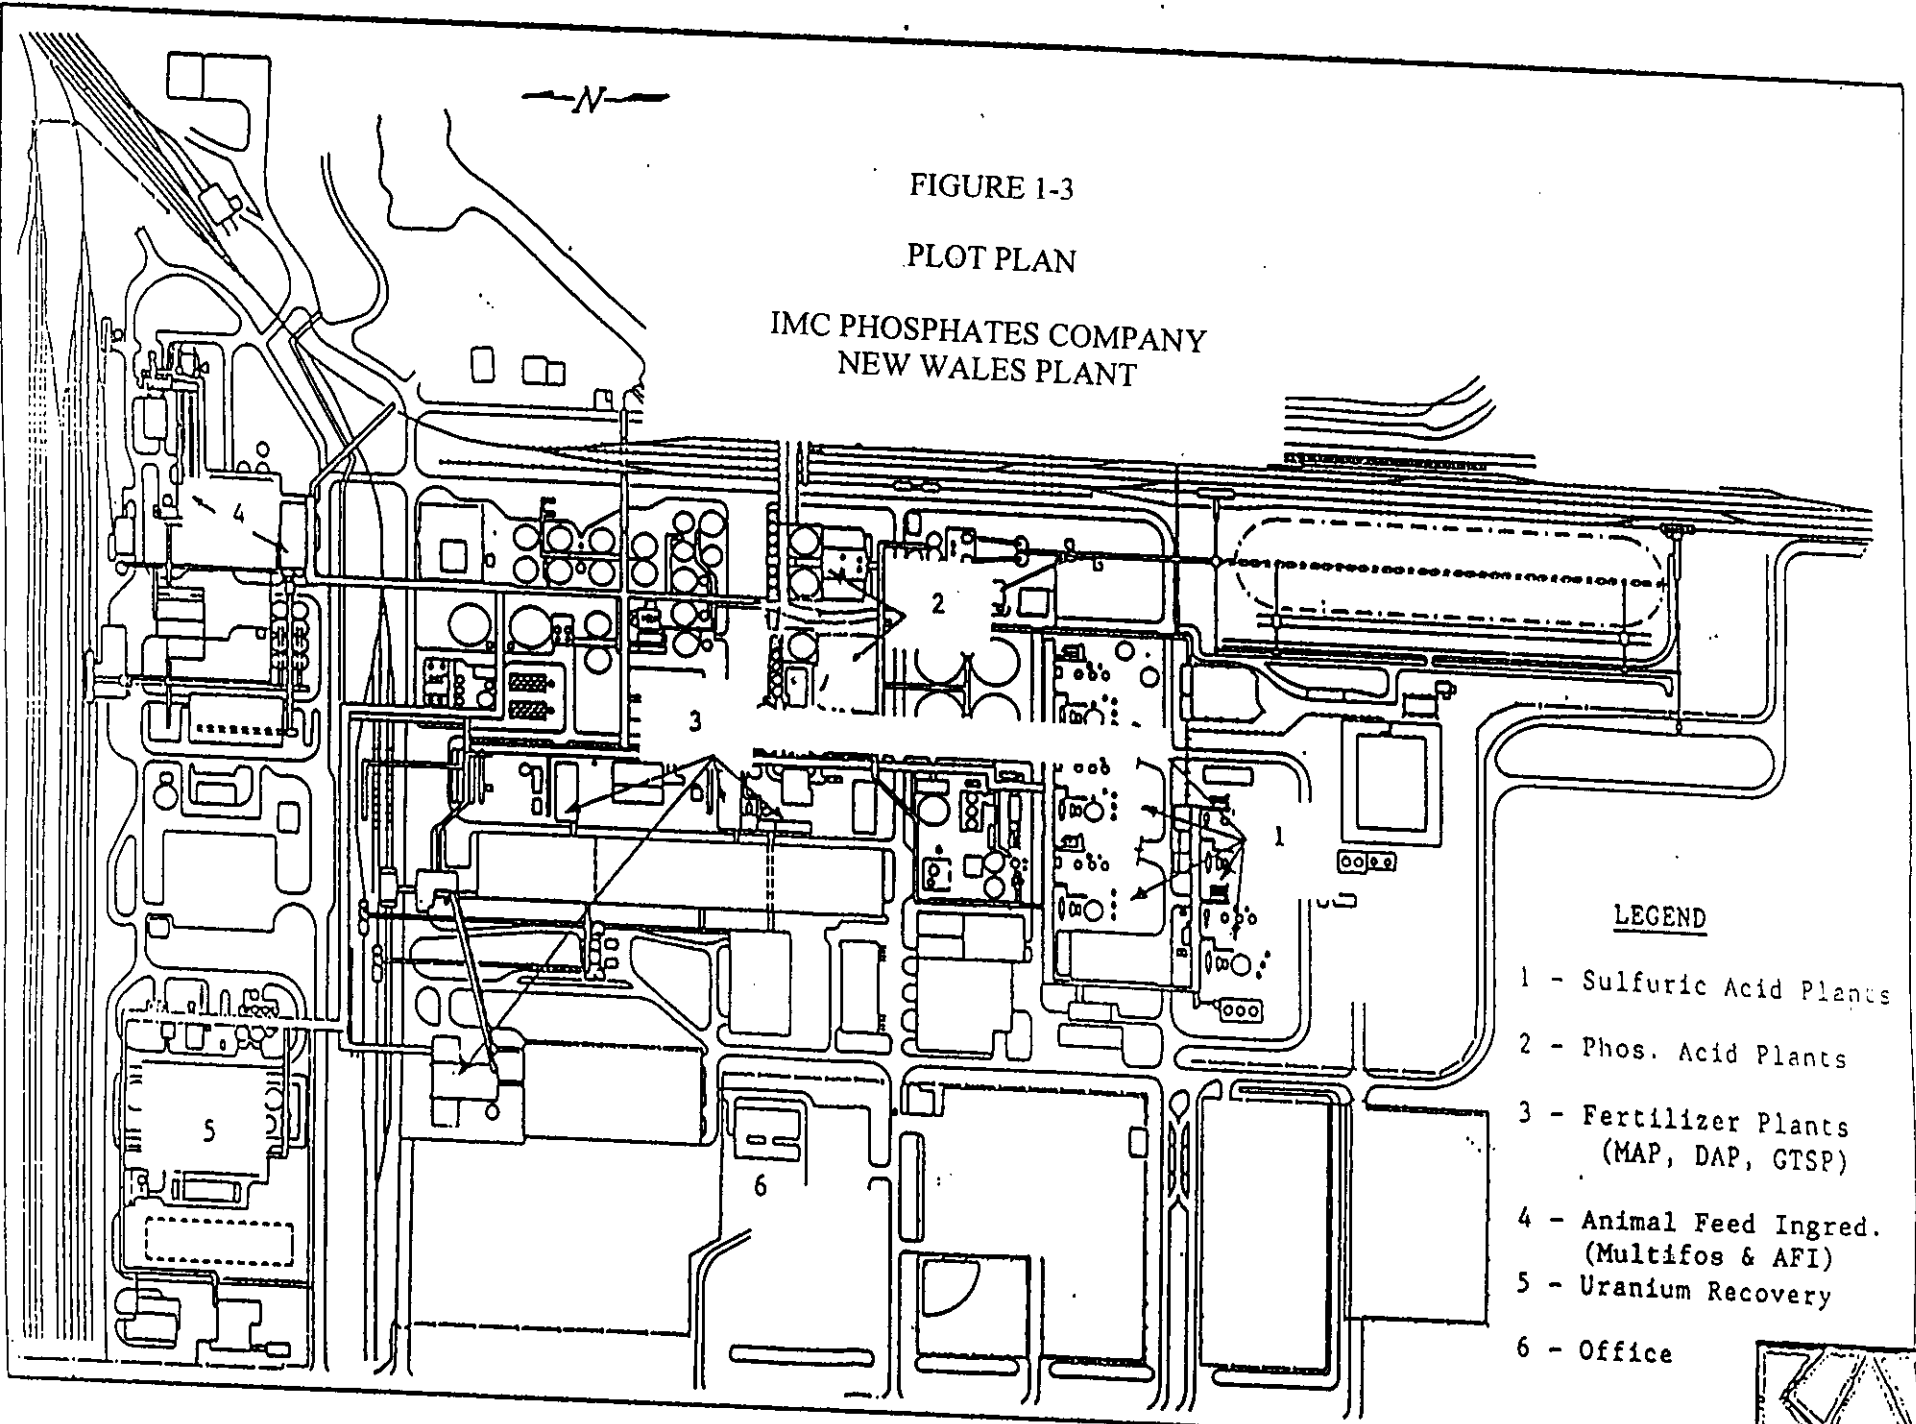 N
FIGURE 1-3
PLOT PLAN
IMC PHOSPHATES COMPANY
NEW WALES PLANT
4
2
3
1
5
6
LEGEND
1 - Sulfuric Acid Plants
2 - Phos. Acid Plants
3 - Fertilizer Plants
(MAP, DAP, GTSP)
4 - Animal Feed Ingred.
(Multifos & AFI)
5 - Uranium Recovery
6 - Office